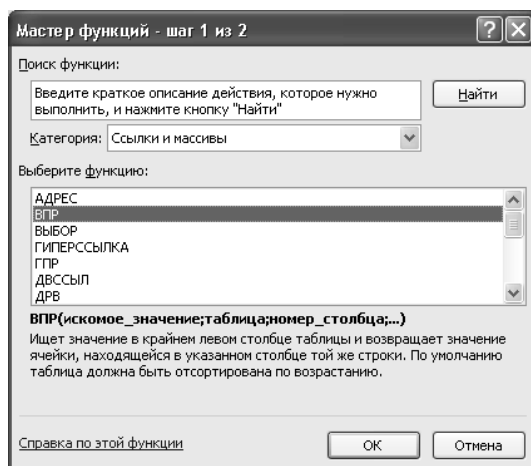 Мастер функций - шаг 1 из 2
Поиск функции:
Введите краткое описание действия, которое нужно
выполнить, и нажмите кнопку "Найти"
Найти
Категория: Ссылки и массивы
Выберите функцию:
АДРЕС
ВПР
ВЫБОР
ГИПЕРССЫЛКА
ГПР
ДВССЫЛ
ДРВ
ВПР(искомое_значение;таблица;номер_столбца;...)
Ищет значение в крайнем левом столбце таблицы и возвращает значение
ячейки, находящейся в указанном столбце той же строки. По умолчанию
таблица должна быть отсортирована по возрастанию.
Справка по этой функции
ОК
Отмена